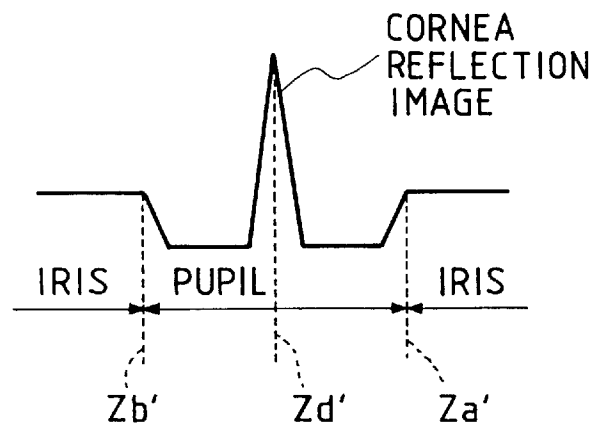 CORNEA
REFLECTION
IMAGE
IRIS PUPIL IRIS
Zb' Zd' Za'